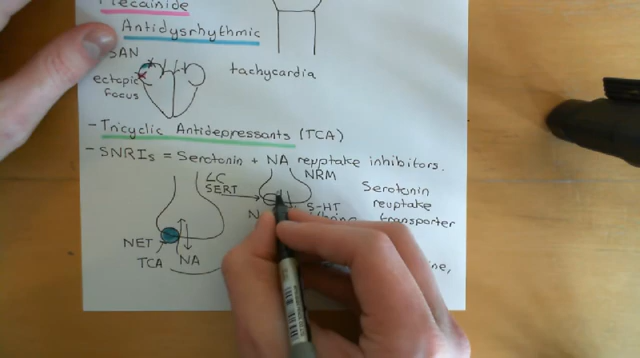 Flecainide
Antidysrhythmic
SAN
ectopic
focus
tachycardia
- Tricyclic Antidepressants (TCA)
- SNRIs = Serotonin + NA reuptake inhibitors.
LC
SERT
NRM
Serotonin
reuptake
transporter
5-HT
NET
TCA
NA